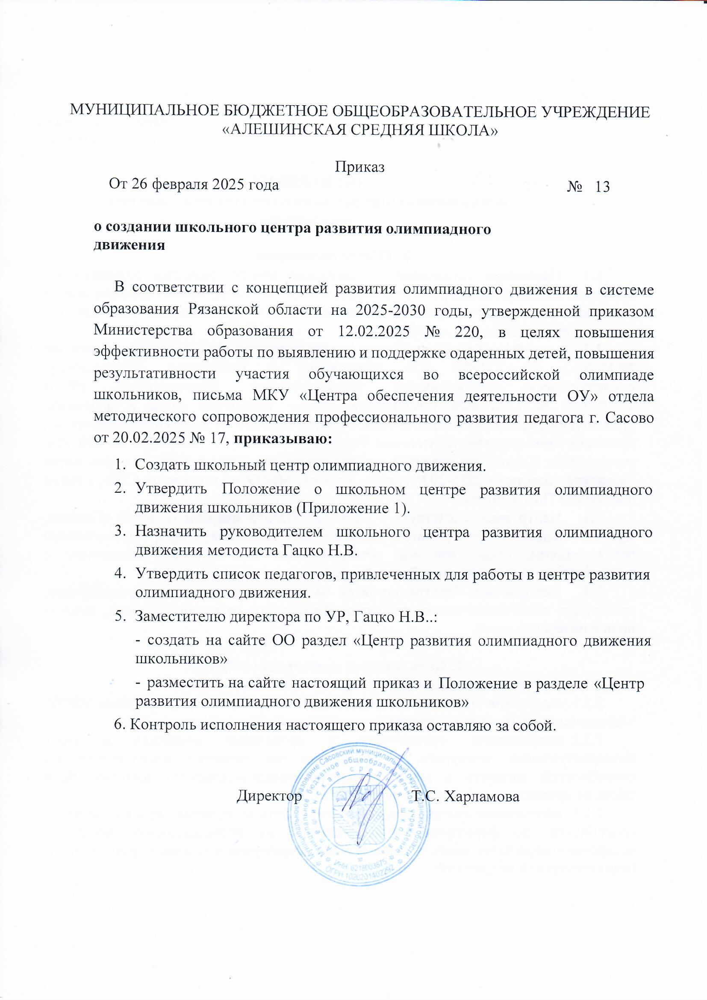 МУНИЦИПАЛЬНОЕ БЮДЖЕТНОЕ ОБЩЕОБРАЗОВАТЕЛЬНОЕ УЧРЕЖДЕНИЕ
«АЛЕШИНСКАЯ СРЕДНЯЯ ШКОЛА»
Приказ
От 26 февраля 2025 года № 13
о создании школьного центра развития олимпиадного
движения
В соответствии с концепцией развития олимпиадного движения в системе
образования Рязанской области на 2025-2030 годы, утвержденной приказом
Министерства образования от 12.02.2025 № 220, в целях повышения
эффективности работы по выявлению и поддержке одаренных детей, повышения
результативности участия обучающихся во всероссийской олимпиаде
школьников, письма МКУ «Центра обеспечения деятельности ОУ» отдела
методического сопровождения профессионального развития педагога г. Сасово
от 20.02.2025 № 17, приказываю:
1. Создать школьный центр олимпиадного движения.
2. Утвердить Положение о школьном центре развития олимпиадного
движения школьников (Приложение 1).
3. Назначить руководителем школьного центра развития олимпиадного
движения методиста Гацко Н.В.
4. Утвердить список педагогов, привлеченных для работы в центре развития
олимпиадного движения.
5. Заместителю директора по УР, Гацко Н.В..:
- создать на сайте ОО раздел «Центр развития олимпиадного движения
школьников»
- разместить на сайте настоящий приказ и Положение в разделе «Центр
развития олимпиадного движения школьников»
6. Контроль исполнения настоящего приказа оставляю за собой.
Директор Т.С. Харламова
Муниципальное образование Сасовский муниципальный округ Рязанской области
Муниципальное бюджетное общеобразовательное учреждение
Алешинская средняя школа
ИНН 6218003875
ОГРН 1020201402292